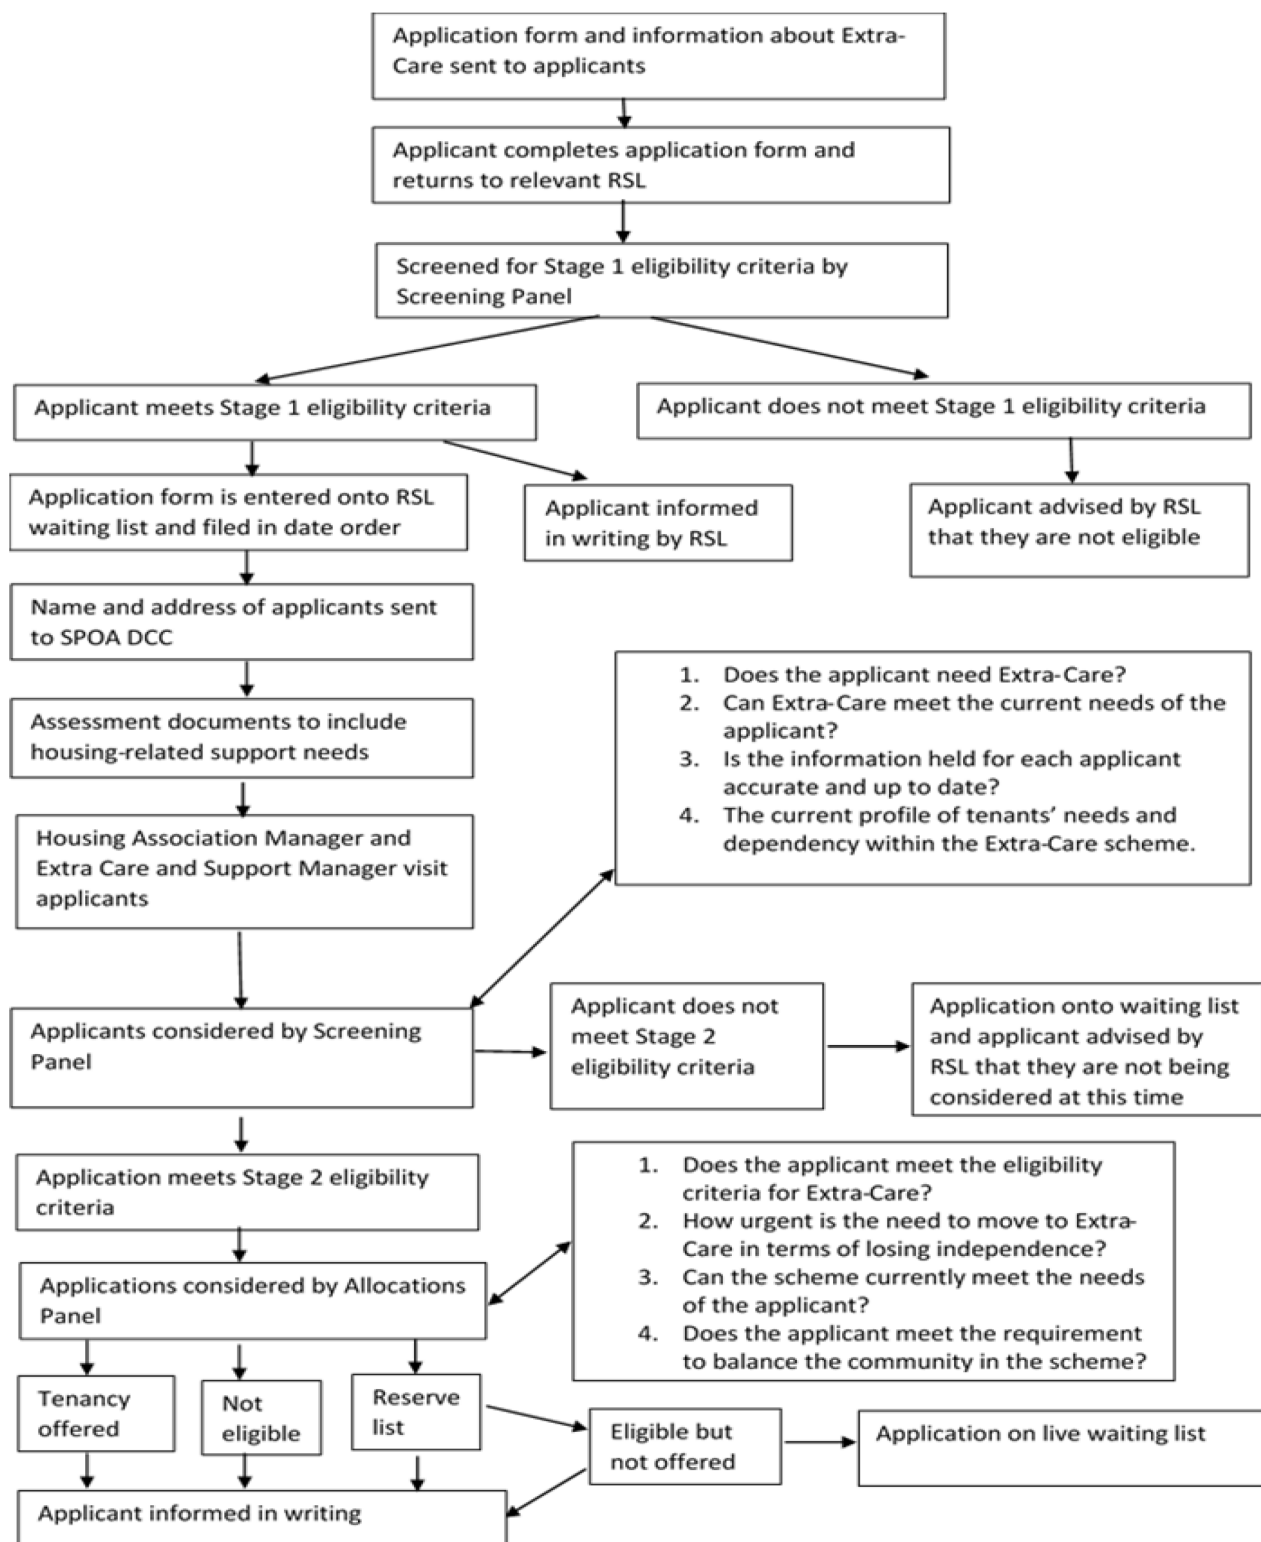 Application form and information about Extra-
Care sent to applicants
Applicant completes application form and
returns to relevant RSL
Screened for Stage 1 eligibility criteria by
Screening Panel
Applicant meets Stage 1 eligibility criteria
Applicant does not meet Stage 1 eligibility criteria
Application form is entered onto RSL
waiting list and filed in date order
Applicant informed
in writing by RSL
Applicant advised by RSL
that they are not eligible
Name and address of applicants sent
to SPOA DCC
Assessment documents to include
housing-related support needs
1. Does the applicant need Extra-Care?
2. Can Extra-Care meet the current needs of the
applicant?
3. Is the information held for each applicant
accurate and up to date?
4. The current profile of tenants' needs and
dependency within the Extra-Care scheme.
Housing Association Manager and
Extra Care and Support Manager visit
applicants
Applicants considered by Screening
Panel
Applicant does not
meet Stage 2
eligibility criteria
Application onto waiting list
and applicant advised by
RSL that they are not being
considered at this time
Application meets Stage 2 eligibility
criteria
1. Does the applicant meet the eligibility
criteria for Extra-Care?
2. How urgent is the need to move to Extra-
Care in terms of losing independence?
3. Can the scheme currently meet the needs
of the applicant?
4. Does the applicant meet the requirement
to balance the community in the scheme?
Applications considered by Allocations
Panel
Tenancy
offered
Not
eligible
Reserve
list
Eligible but
not offered
Application on live waiting list
Applicant informed in writing